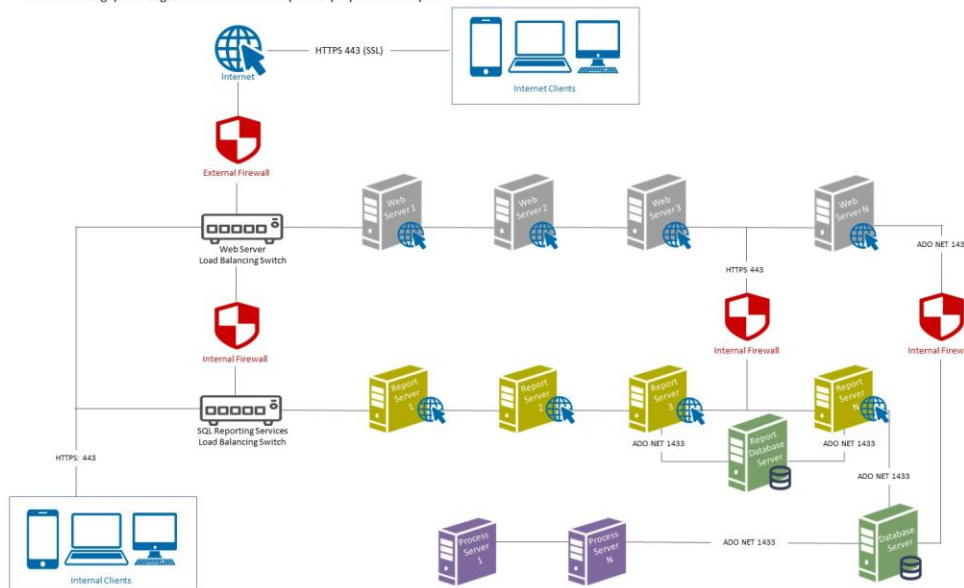 HTTPS 443 (SSL)
Internet
Internet Clients
External Firewall
Web
Server 1
Web
Server 2
Web
Server 3
Web
Server N
Web Server
Load Balancing Switch
ADO NET 1433
HTTPS 443
Internal Firewall
Internal Firewall
Internal Firew
Report
Server
1
Report
Server
2
Report
Server
3
Report
Server
N
SQL Reporting Services
Load Balancing Switch
ADO NET 1433
Report
Database
Server
ADO NET 1433
HTTPS: 443
ADO NET 1433
Process
Server
1
Process
Server
N
ADO NET 1433
Database
Server
Internal Clients